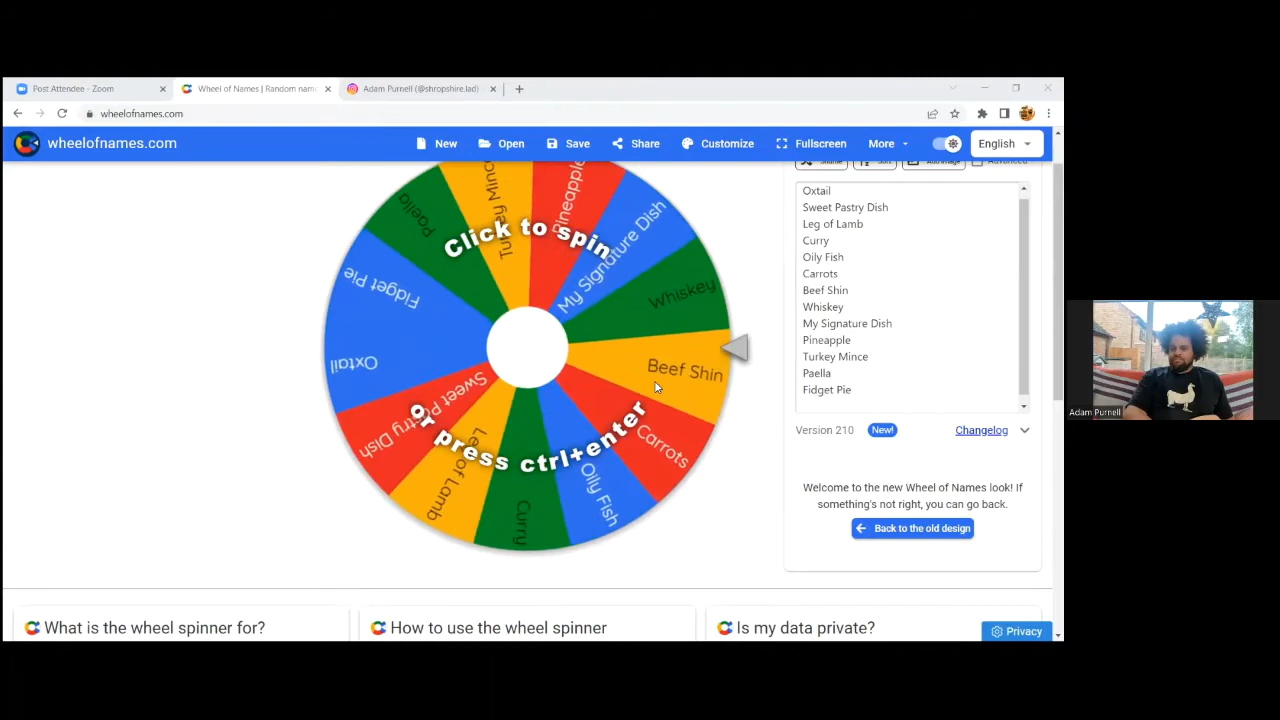 Post Attendee - Zoom
Wheel of Names | Random name
Adam Purnell (@shropshire.lad)
wheelofnames.com
wheelofnames.com
New
Open
Save
Share
Customize
Fullscreen
More
English
Paella
Turkey Mince
Pineapple
My Signature Dish
Whiskey
Beef Shin
Carrots
Oily Fish
Curry
Leg of Lamb
Sweet Pastry Dish
Oxtail
Fidget Pie
Click to spin
or press ctrl+enter
Oxtail
Sweet Pastry Dish
Leg of Lamb
Curry
Oily Fish
Carrots
Beef Shin
Whiskey
My Signature Dish
Pineapple
Turkey Mince
Paella
Fidget Pie
Version 210 New! Changelog
Welcome to the new Wheel of Names look! If
something's not right, you can go back.
Back to the old design
What is the wheel spinner for?
How to use the wheel spinner
Is my data private?
Privacy
Adam Purnell